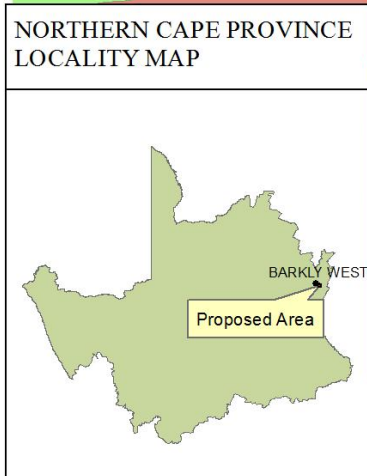 NORTHERN CAPE PROVINCE
LOCALITY MAP
BARKLY WEST
Proposed Area